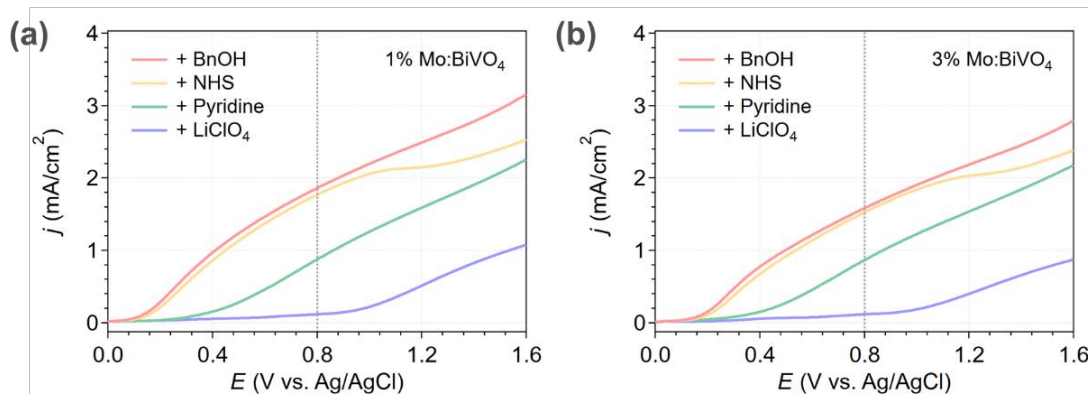 (a)
4
3
2
1
0
j (mA/cm²)
+ BnOH
+ NHS
+ Pyridine
+ LiClO₄
1% Mo:BiVO₄
0.0 0.4 0.8 1.2 1.6
E (V vs. Ag/AgCl)
(b)
4
3
2
1
0
j (mA/cm²)
+ BnOH
+ NHS
+ Pyridine
+ LiClO₄
3% Mo:BiVO₄
0.0 0.4 0.8 1.2 1.6
E (V vs. Ag/AgCl)